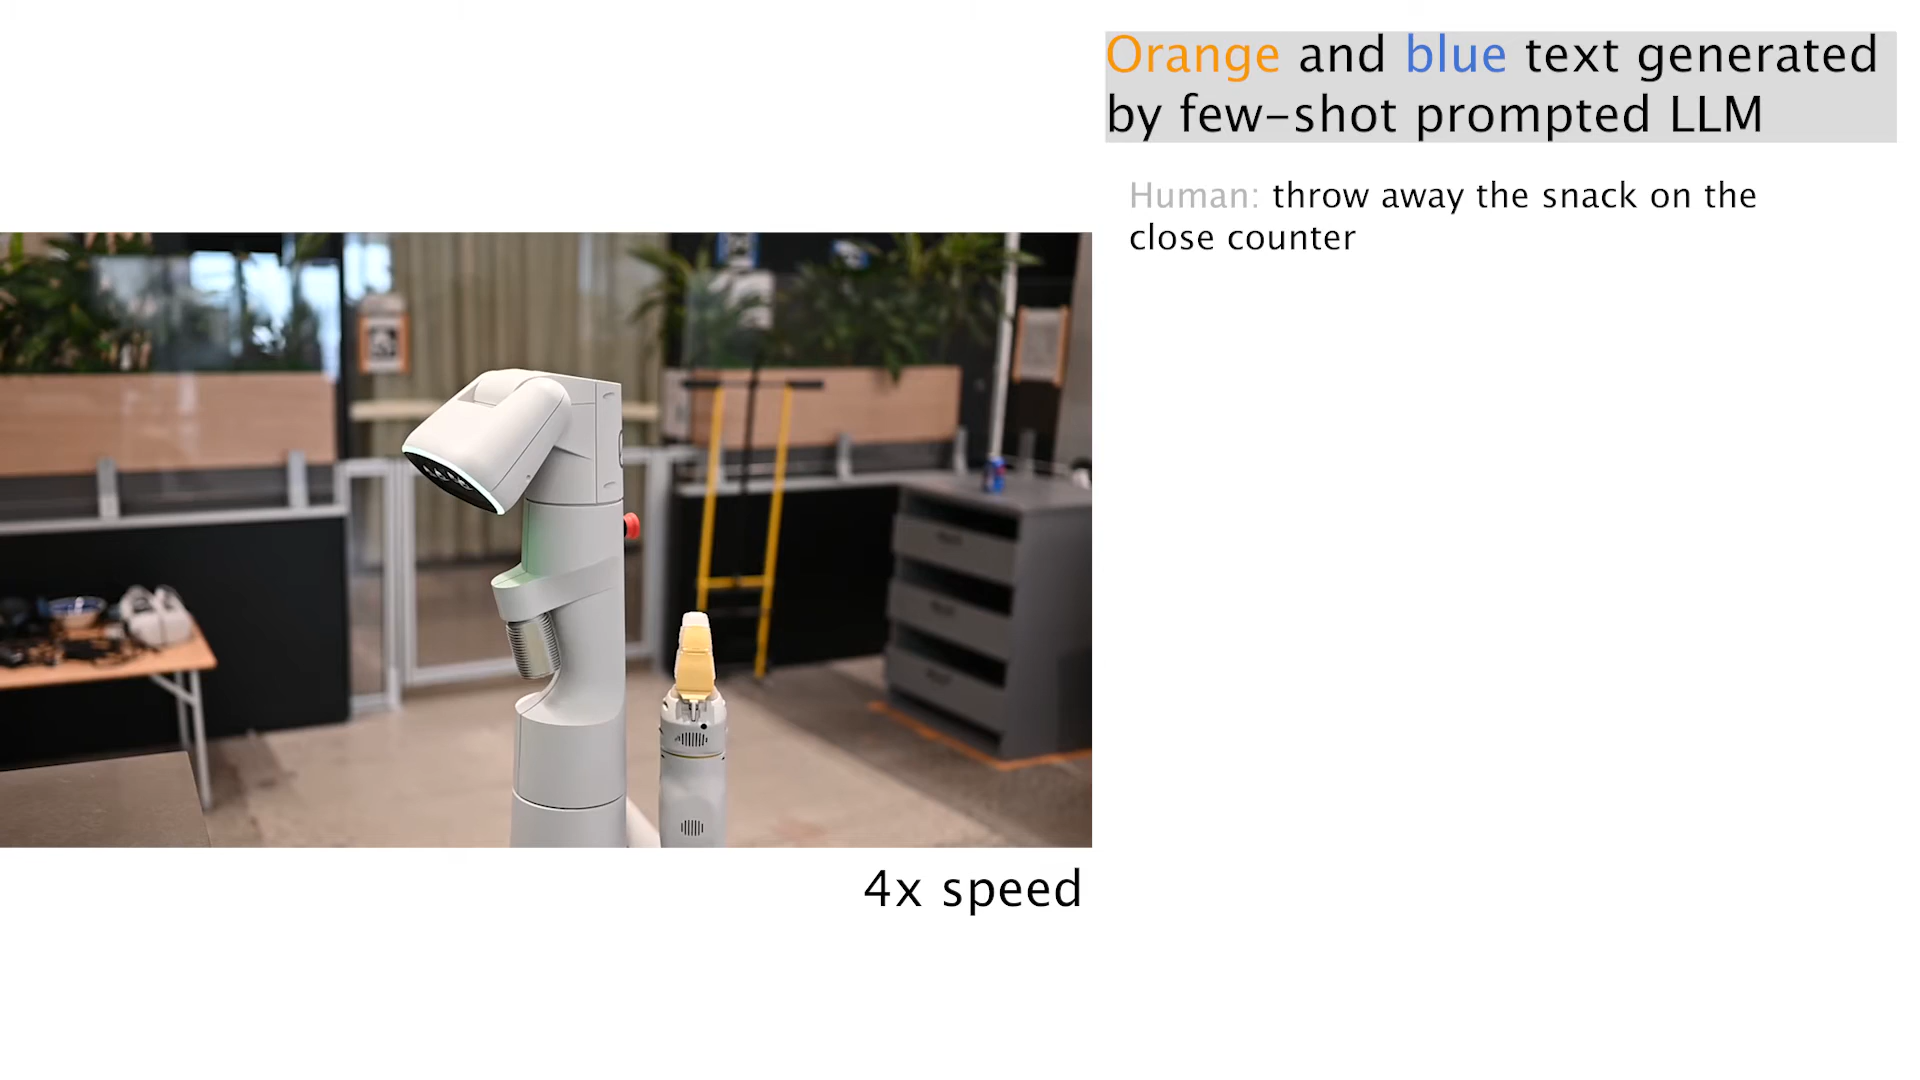 Orange and blue text generated
by few-shot prompted LLM
Human: throw away the snack on the
close counter
4x speed